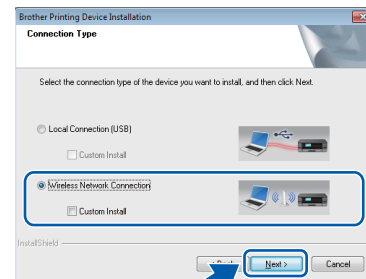 Brother Printing Device Installation
Connection Type
Select the connection type of the device you want to install, and then click Next.
Local Connection (USB)
Custom Install
Wireless Network Connection
Custom Install
InstallShield
Next >
Cancel